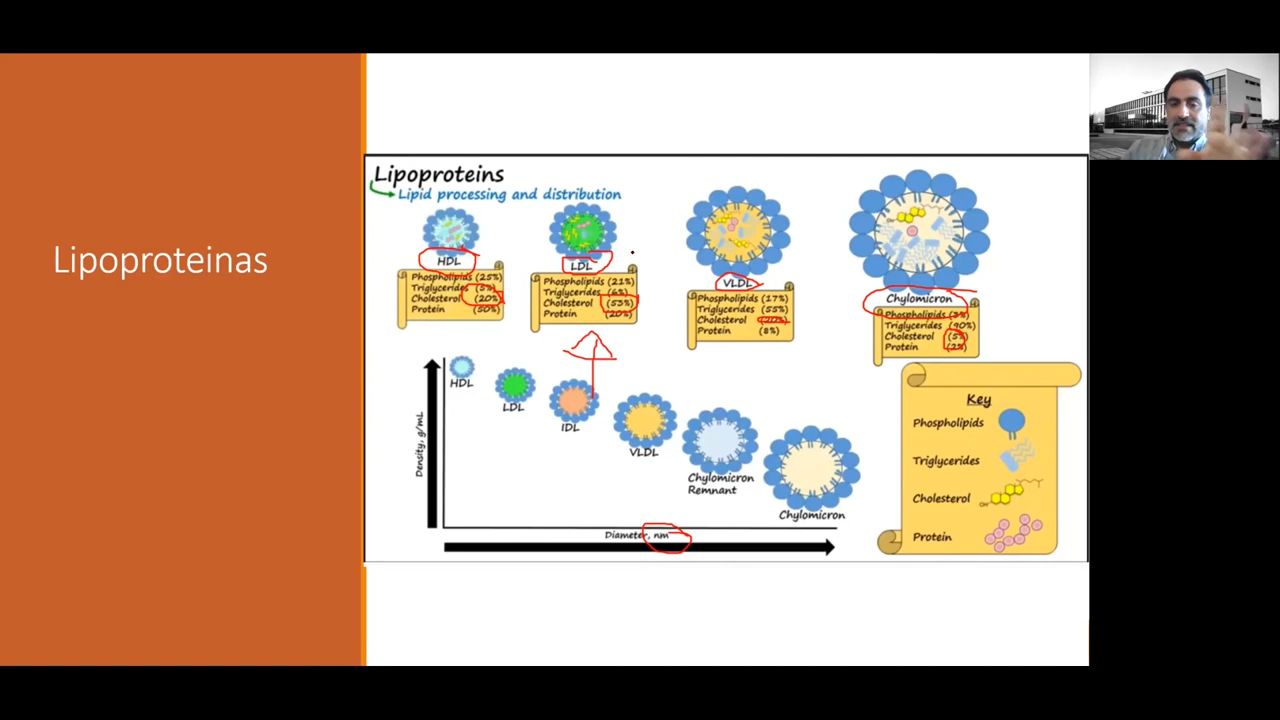 Lipoproteinas
Lipoproteins
Lipid processing and distribution
HDL
Phospholipids (25%)
Triglycerides (5%)
Cholesterol (20%)
Protein (50%)
LDL
Phospholipids (21%)
Triglycerides (6%)
Cholesterol (53%)
Protein (20%)
VLDL
Phospholipids (17%)
Triglycerides (55%)
Cholesterol
Protein (8%)
Chylomicron
Phospholipids (3%)
Triglycerides (90%)
Cholesterol (5%)
Protein (2%)
Density, g/mL
HDL
LDL
IDL
VLDL
Chylomicron
Remnant
Chylomicron
Diameter, nm
Key
Phospholipids
Triglycerides
Cholesterol
Protein